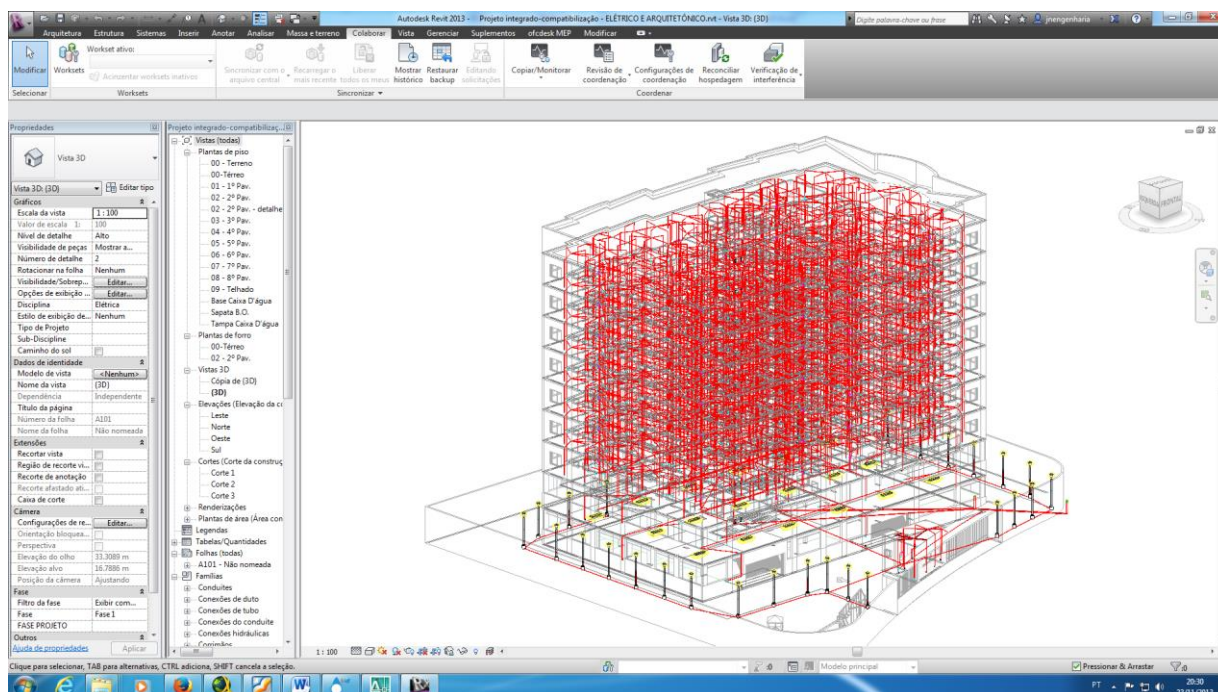 Autodesk Revit 2013 - Projeto integrado-compatibilização - ELÉTRICO E ARQUITETÔNICO.rvt - Vista 3D: {3D}
Digite palavra-chave ou frase
jnengenharia
Arquitetura Estrutura Sistemas Inserir Anotar Analisar Massa e terreno Colaborar Vista Gerenciar Suplementos ofcdesk MEP Modificar
Modificar
Worksets
Workset ativo:
Acinzentar worksets inativos
Sincronizar com o arquivo central
Recarregar o mais recente
Liberar todos os meus
Mostrar histórico
Restaurar backup
Editando solicitações
Copiar/Monitorar
Revisão de coordenação
Configurações de coordenação
Reconciliar hospedagem
Verificação de interferência
Selecionar
Worksets
Sincronizar
Coordenar
Propriedades
Vista 3D
Vista 3D: {3D} Editar tipo
Gráficos
Escala da vista 1 : 100
Valor de escala 1: 100
Nível de detalhe Alto
Visibilidade de peças Mostrar a...
Número de detalhe 2
Rotacionar na folha Nenhum
Visibilidade/Sobrep... Editar...
Opções de exibição ... Editar...
Disciplina Elétrica
Estilo de exibição de... Nenhum
Tipo de Projeto
Sub-Discipline
Caminho do sol
Dados de identidade
Modelo de vista <Nenhum>
Nome da vista {3D}
Dependência Independente
Título da página
Número da folha A101
Nome da folha Não nomeada
Extensões
Recortar vista
Região de recorte vi...
Recorte de anotação
Recorte afastado ati...
Caixa de corte
Câmera
Configurações de re... Editar...
Orientação bloquea...
Perspectiva
Elevação do olho 33.3089 m
Elevação alvo 16.7886 m
Posição da câmera Ajustando
Fase
Filtro da fase Exibir com...
Fase Fase 1
FASE PROJETO
Outros
Ajuda de propriedades Aplicar
Projeto integrado-compatibilizaç...
Vistas (todas)
Plantas de piso
00 - Terreno
00-Térreo
01 - 1º Pav.
02 - 2º Pav.
02 - 2º Pav. - detalhe
03 - 3º Pav.
04 - 4º Pav.
05 - 5º Pav.
06 - 6º Pav.
07 - 7º Pav.
08 - 8º Pav.
09 - Telhado
Base Caixa D'água
Sapata B.O.
Tampa Caixa D'água
Plantas de forro
00-Térreo
02 - 2º Pav.
Vistas 3D
Cópia de {3D}
{3D}
Elevações (Elevação da co
Leste
Norte
Oeste
Sul
Cortes (Corte da construç
Corte 1
Corte 2
Corte 3
Renderizações
Plantas de área (Área con
Legendas
Tabelas/Quantidades
Folhas (todas)
A101 - Não nomeada
Famílias
Conduites
Conexões de duto
Conexões de tubo
Conexões do conduite
Conexões hidráulicas
Corrimãos
1 : 100
Clique para selecionar, TAB para alternativas, CTRL adiciona, SHIFT cancela a seleção.
:0
Modelo principal
Pressionar & Arrastar
:0
PT
20:30